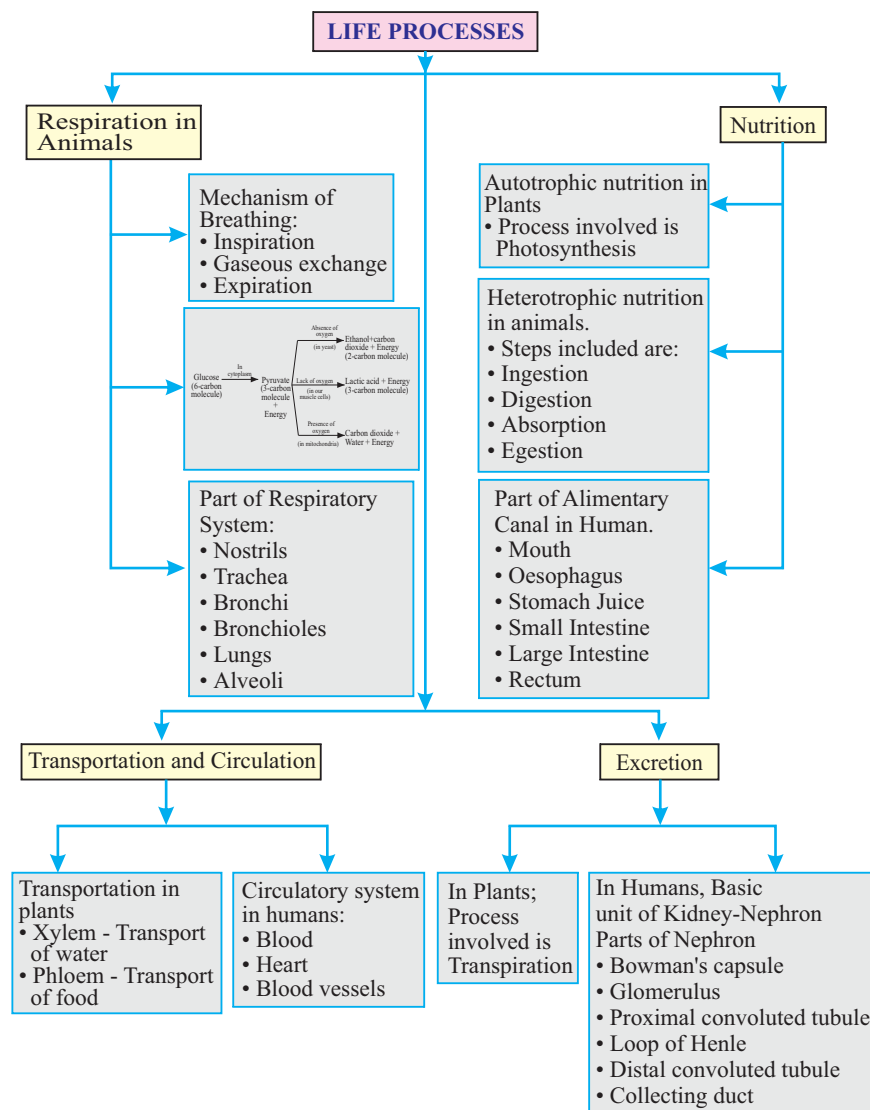 LIFE PROCESSES
Respiration in
Animals
Mechanism of
Breathing:
• Inspiration
• Gaseous exchange
• Expiration
Glucose
(6-carbon
molecule)
In
cytoplasm
Pyruvate
(3-carbon
molecule
+
Energy
Absence of
oxygen
(in yeast)
Ethanol+carbon
dioxide + Energy
(2-carbon molecule)
Lack of oxygen
(in our
muscle cells)
Lactic acid + Energy
(3-carbon molecule)
Presence of
oxygen
(in mitochondria)
Carbon dioxide +
Water + Energy
Part of Respiratory
System:
• Nostrils
• Trachea
• Bronchi
• Bronchioles
• Lungs
• Alveoli
Nutrition
Autotrophic nutrition in
Plants
• Process involved is
Photosynthesis
Heterotrophic nutrition
in animals.
• Steps included are:
• Ingestion
• Digestion
• Absorption
• Egestion
Part of Alimentary
Canal in Human.
• Mouth
• Oesophagus
• Stomach Juice
• Small Intestine
• Large Intestine
• Rectum
Transportation and Circulation
Transportation in
plants
• Xylem - Transport
of water
• Phloem - Transport
of food
Circulatory system
in humans:
• Blood
• Heart
• Blood vessels
Excretion
In Plants;
Process
involved is
Transpiration
In Humans, Basic
unit of Kidney-Nephron
Parts of Nephron
• Bowman's capsule
• Glomerulus
• Proximal convoluted tubule
• Loop of Henle
• Distal convoluted tubule
• Collecting duct